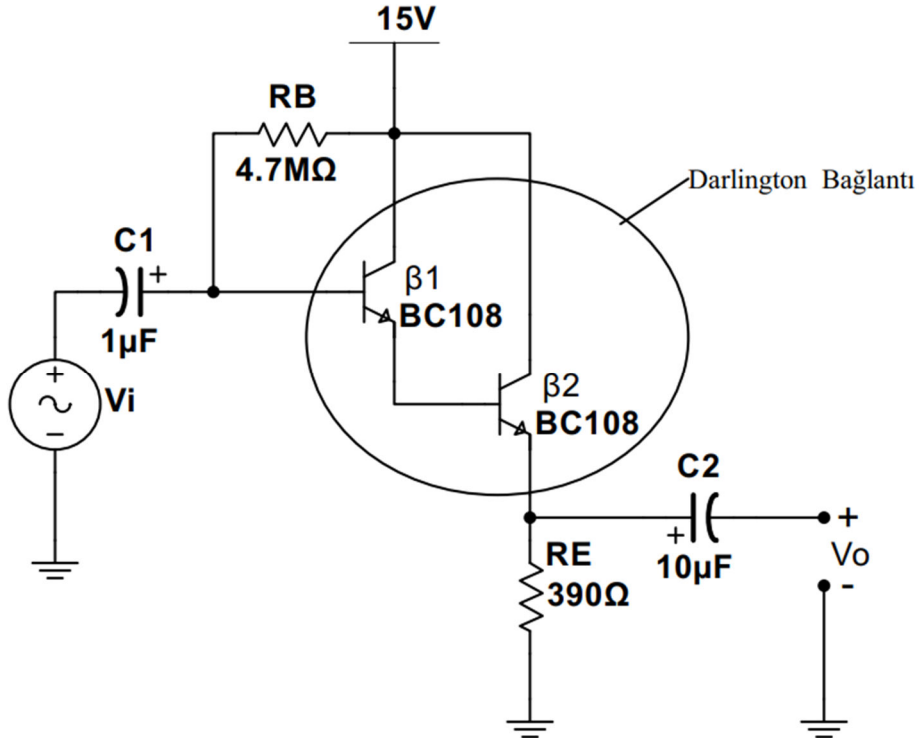 15V
RB
4.7MΩ
Darlington Bağlantı
C1
+
1µF
β1
BC108
+
-
Vi
β2
BC108
C2
+
10µF
+
Vo
-
RE
390Ω